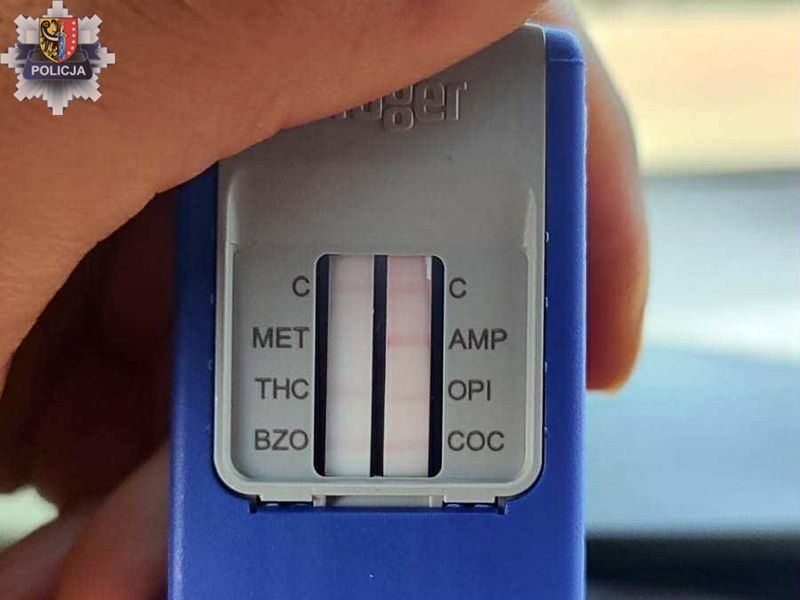 POLICJA
C C
MET AMP
THC OPI
BZO COC